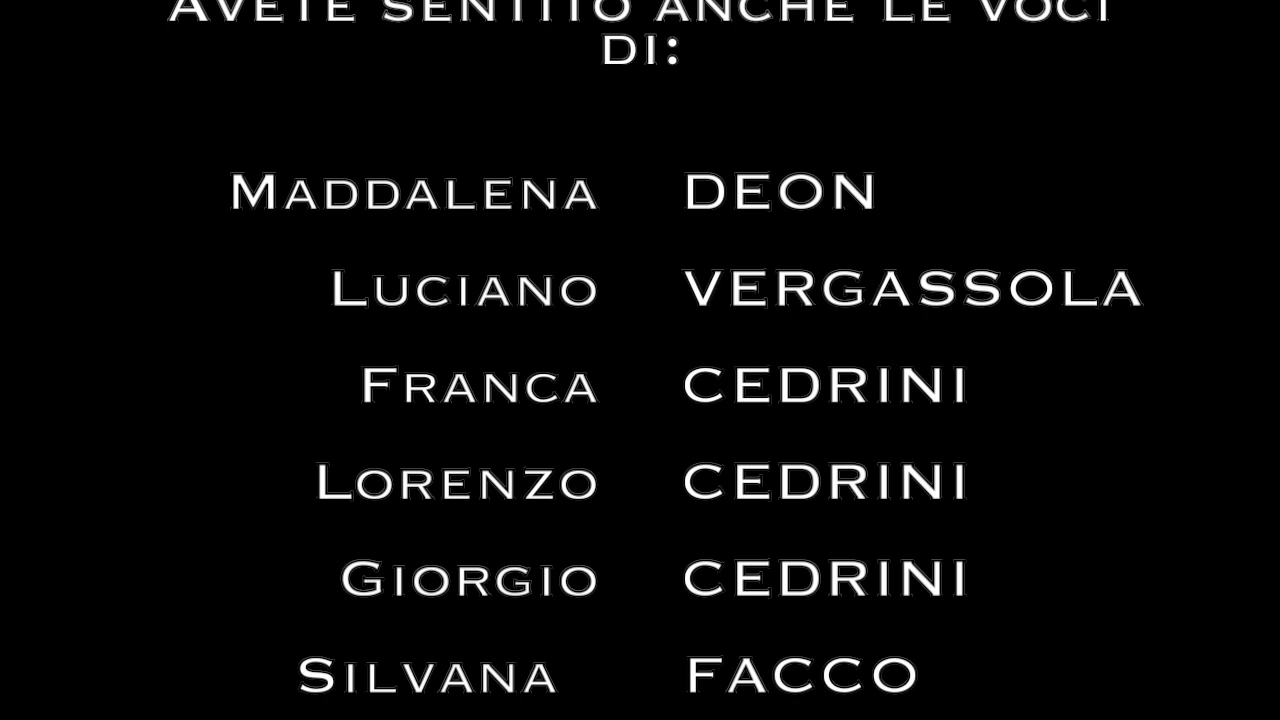 AVETE SENTITO ANCHE LE VOCI
DI:
MADDALENA DEON
LUCIANO VERGASSOLA
FRANCA CEDRINI
LORENZO CEDRINI
GIORGIO CEDRINI
SILVANA FACCO